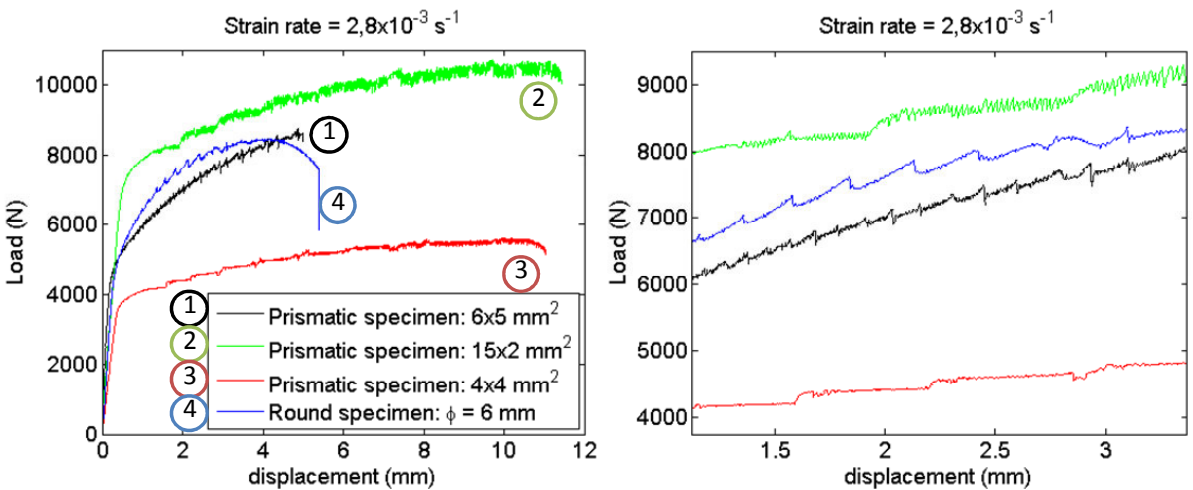 Strain rate = 2,8x10⁻³ s⁻¹
Load (N)
10000
8000
6000
4000
2000
0
2
1
4
3
1 Prismatic specimen: 6x5 mm²
2 Prismatic specimen: 15x2 mm²
3 Prismatic specimen: 4x4 mm²
4 Round specimen: ϕ = 6 mm
0 2 4 6 8 10 12
displacement (mm)
Strain rate = 2,8x10⁻³ s⁻¹
Load (N)
9000
8000
7000
6000
5000
4000
1.5 2 2.5 3
displacement (mm)